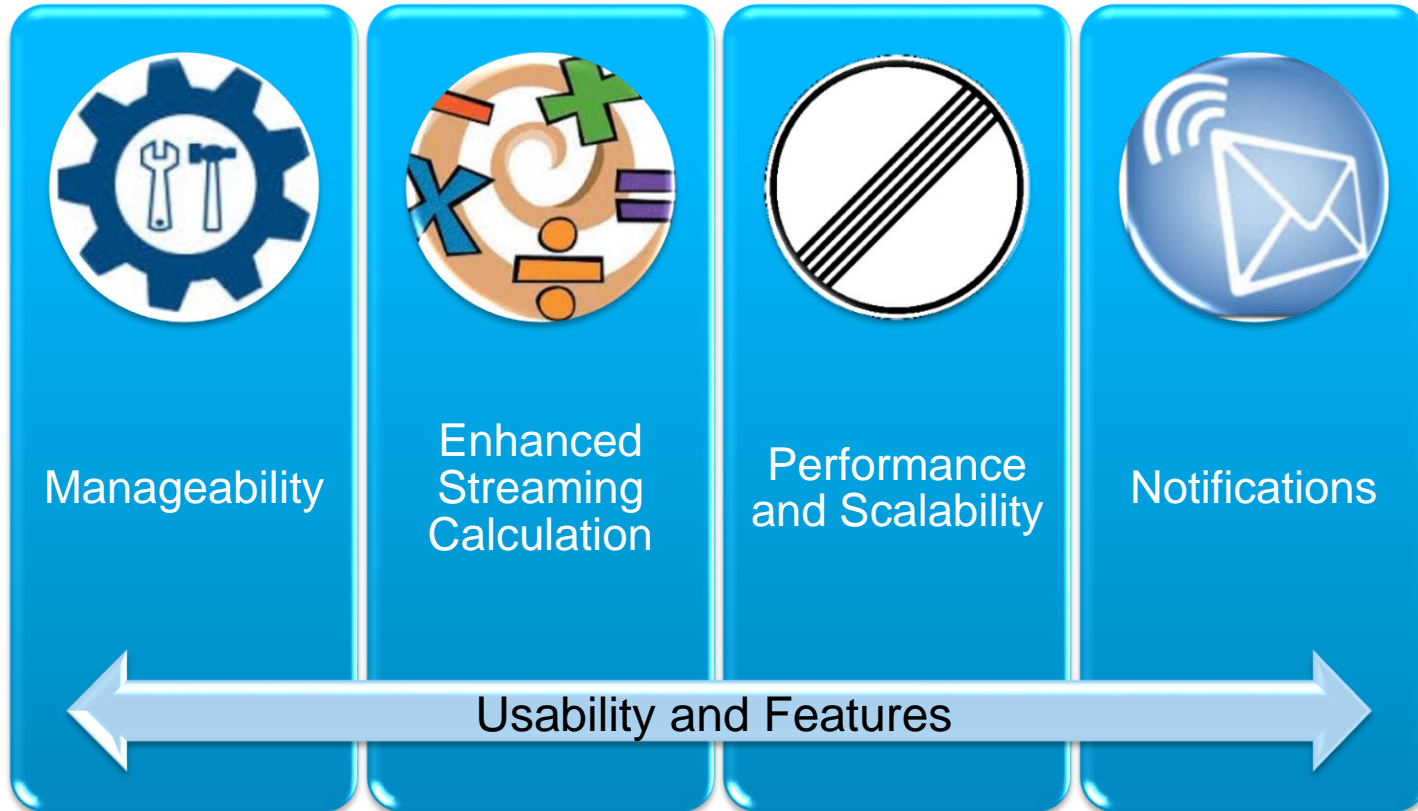 Manageability
Enhanced
Streaming
Calculation
Performance
and Scalability
Notifications
Usability and Features